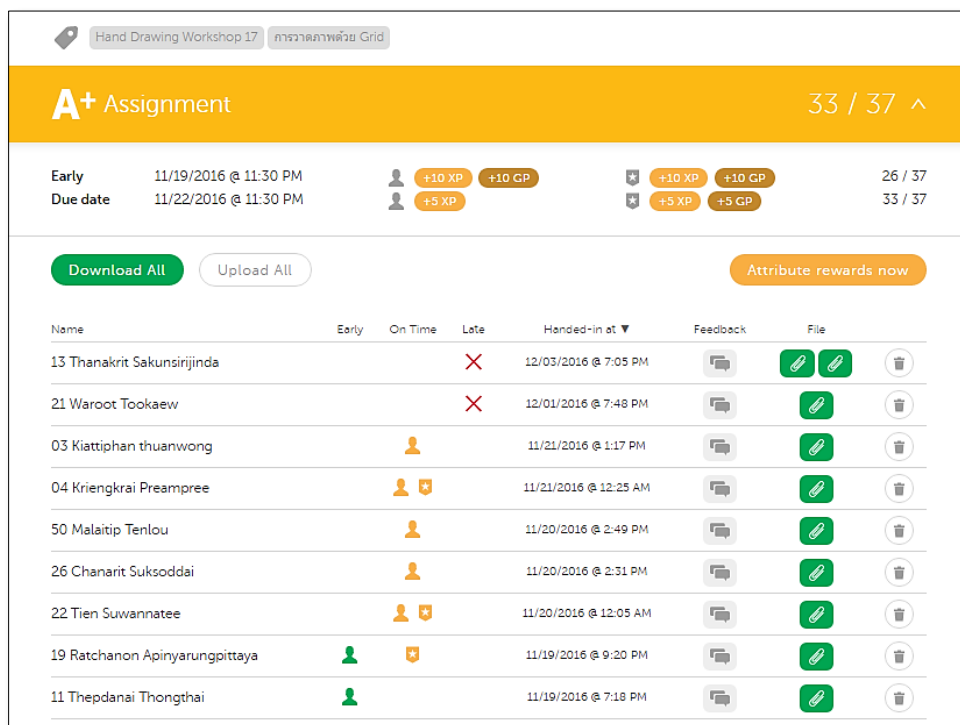 Hand Drawing Workshop 17 การวาดภาพด้วย Grid
A+ Assignment 33 / 37
Early 11/19/2016 @ 11:30 PM +10 XP +10 GP +10 XP +10 GP 26 / 37
Due date 11/22/2016 @ 11:30 PM +5 XP +5 XP +5 GP 33 / 37
Download All Upload All Attribute rewards now
Name Early On Time Late Handed-in at ▼ Feedback File
13 Thanakrit Sakunsirijinda 12/03/2016 @ 7:05 PM
21 Waroot Tookaew 12/01/2016 @ 7:48 PM
03 Kiattiphan thuanwong 11/21/2016 @ 1:17 PM
04 Kriengkrai Preampree 11/21/2016 @ 12:25 AM
50 Malaitip Tenlou 11/20/2016 @ 2:49 PM
26 Chanarit Suksoddai 11/20/2016 @ 2:31 PM
22 Tien Suwannatee 11/20/2016 @ 12:05 AM
19 Ratchanon Apinyarungpittaya 11/19/2016 @ 9:20 PM
11 Thepdanai Thongthai 11/19/2016 @ 7:18 PM